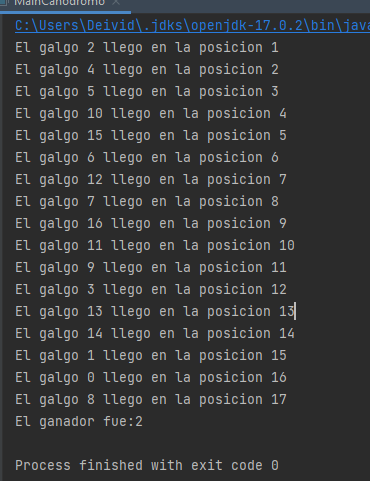 MainCanodromo
C:\Users\Deivid\.jdks\openjdk-17.0.2\bin\java
El galgo 2 llego en la posicion 1
El galgo 4 llego en la posicion 2
El galgo 5 llego en la posicion 3
El galgo 10 llego en la posicion 4
El galgo 15 llego en la posicion 5
El galgo 6 llego en la posicion 6
El galgo 12 llego en la posicion 7
El galgo 7 llego en la posicion 8
El galgo 16 llego en la posicion 9
El galgo 11 llego en la posicion 10
El galgo 9 llego en la posicion 11
El galgo 3 llego en la posicion 12
El galgo 13 llego en la posicion 13
El galgo 14 llego en la posicion 14
El galgo 1 llego en la posicion 15
El galgo 0 llego en la posicion 16
El galgo 8 llego en la posicion 17
El ganador fue:2
Process finished with exit code 0